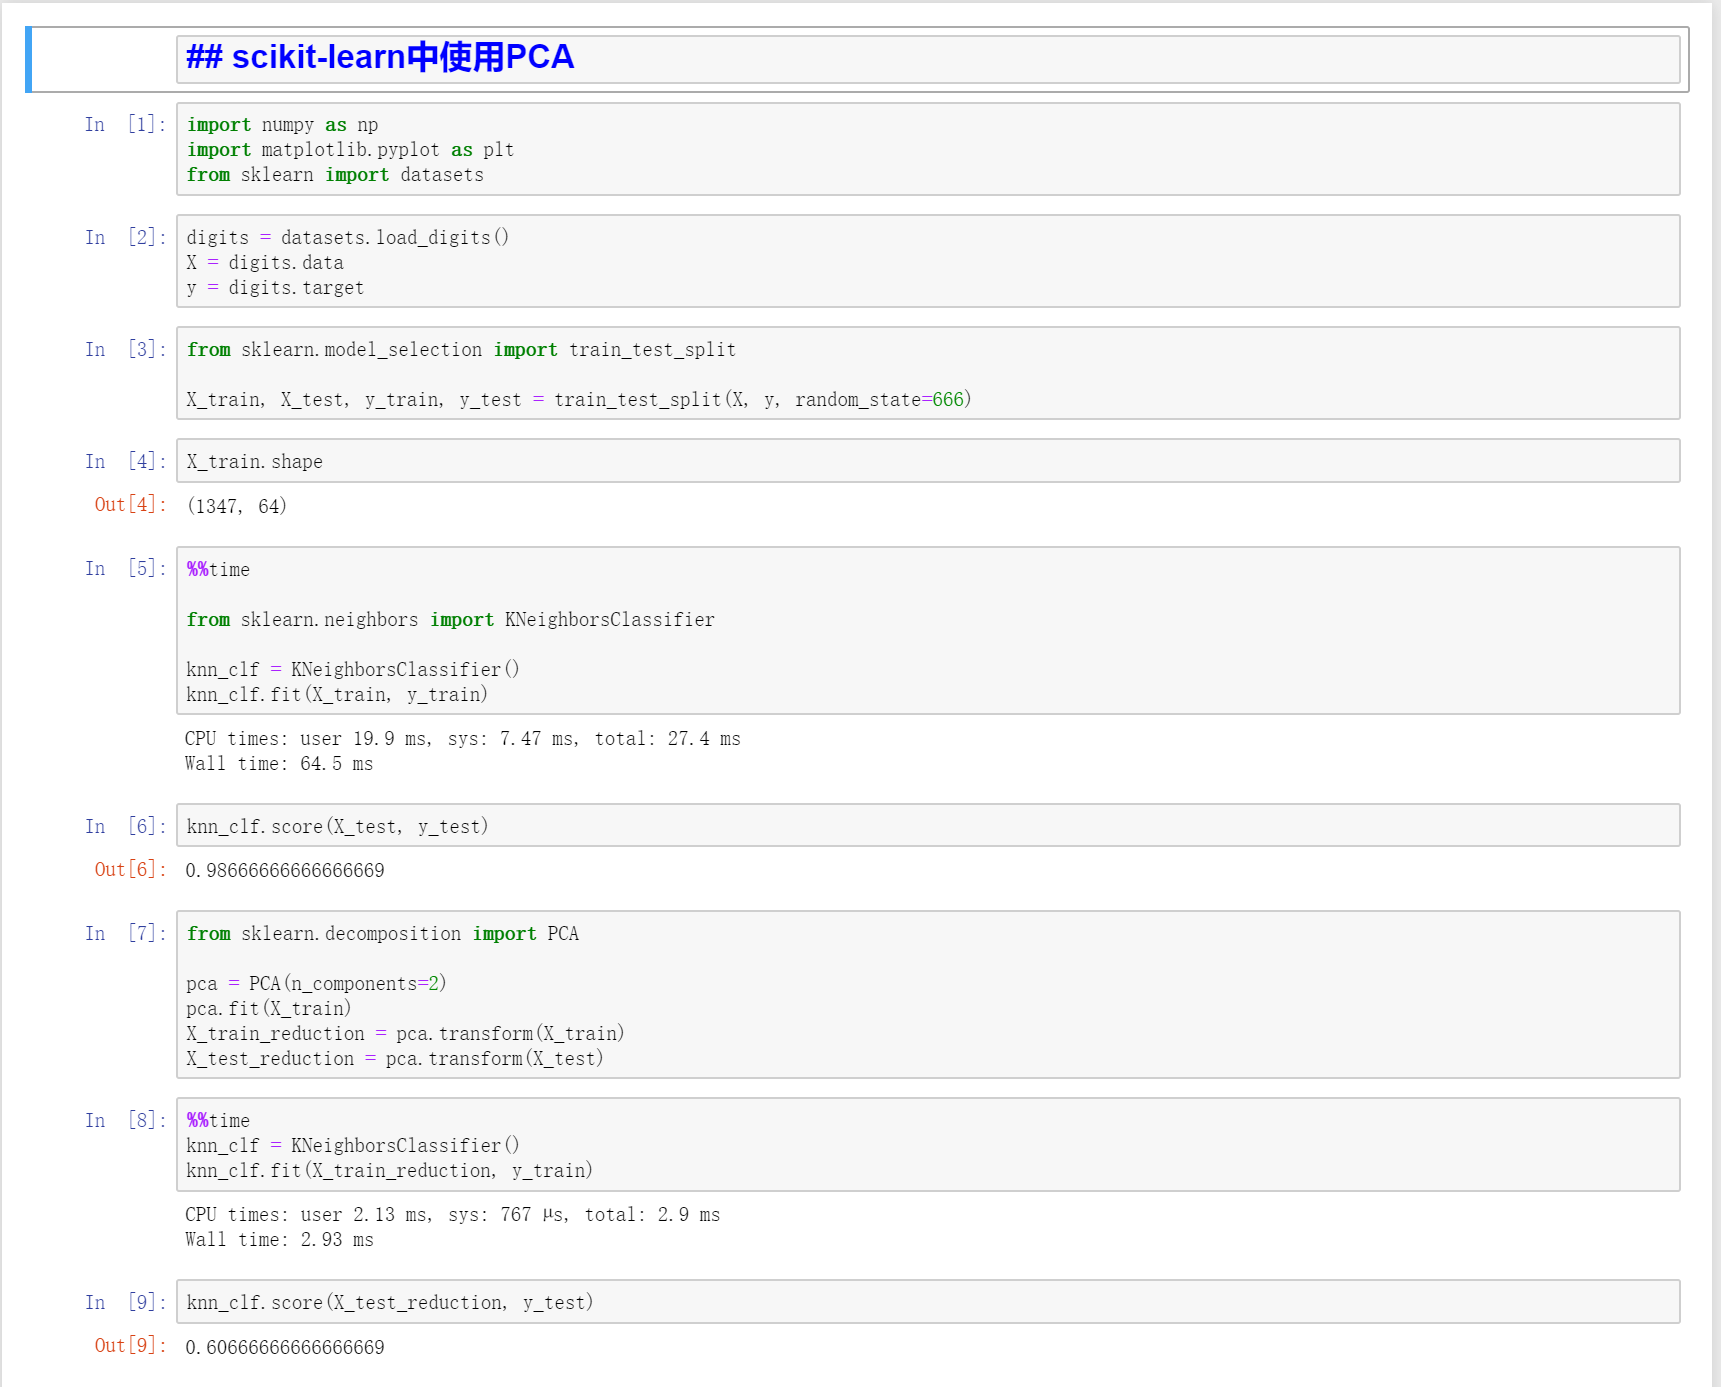 ## scikit-learn中使用PCA
In [1]:
import numpy as np
import matplotlib.pyplot as plt
from sklearn import datasets
In [2]:
digits = datasets.load_digits()
X = digits.data
y = digits.target
In [3]:
from sklearn.model_selection import train_test_split
X_train, X_test, y_train, y_test = train_test_split(X, y, random_state=666)
In [4]:
X_train.shape
Out[4]:
(1347, 64)
In [5]:
%%time
from sklearn.neighbors import KNeighborsClassifier
knn_clf = KNeighborsClassifier()
knn_clf.fit(X_train, y_train)
CPU times: user 19.9 ms, sys: 7.47 ms, total: 27.4 ms
Wall time: 64.5 ms
In [6]:
knn_clf.score(X_test, y_test)
Out[6]:
0.98666666666666669
In [7]:
from sklearn.decomposition import PCA
pca = PCA(n_components=2)
pca.fit(X_train)
X_train_reduction = pca.transform(X_train)
X_test_reduction = pca.transform(X_test)
In [8]:
%%time
knn_clf = KNeighborsClassifier()
knn_clf.fit(X_train_reduction, y_train)
CPU times: user 2.13 ms, sys: 767 µs, total: 2.9 ms
Wall time: 2.93 ms
In [9]:
knn_clf.score(X_test_reduction, y_test)
Out[9]:
0.60666666666666669